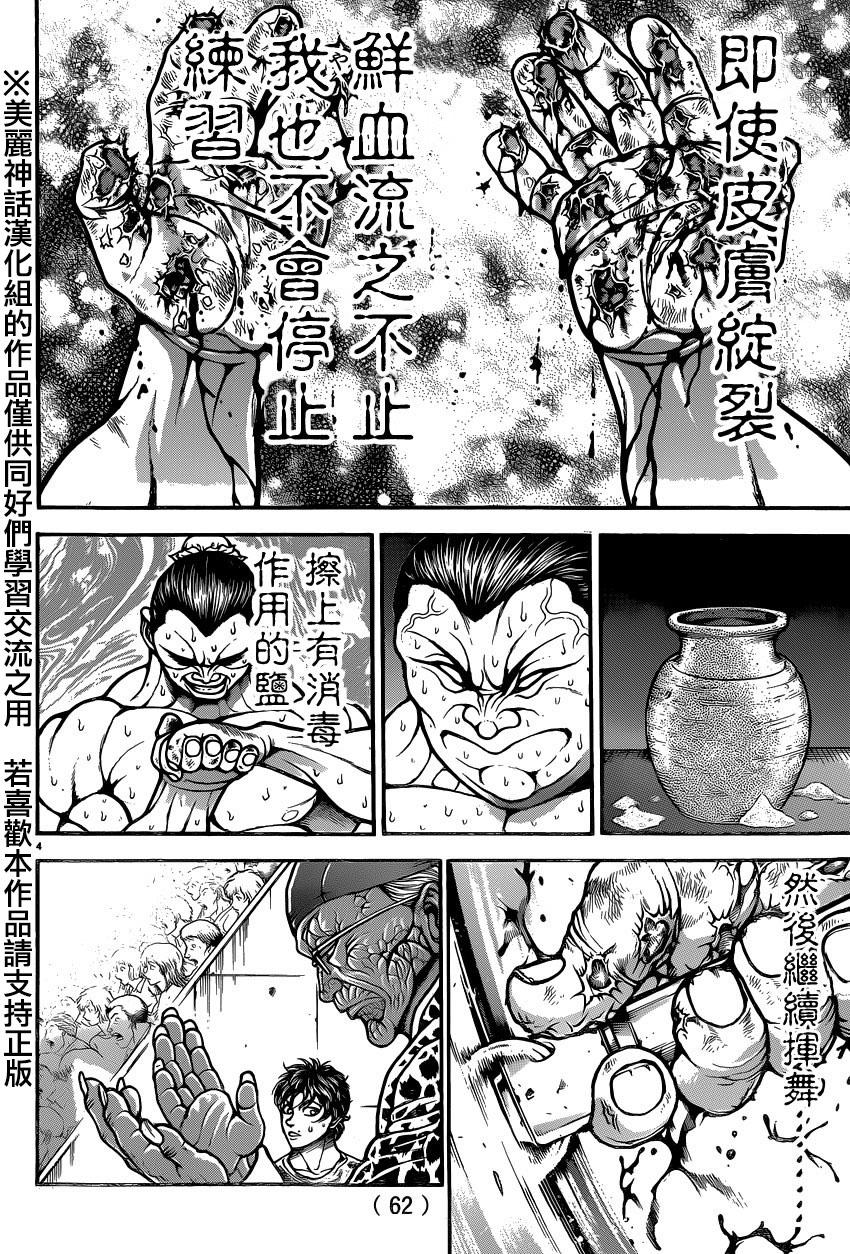 即使皮膚綻裂
鮮血流之不止
我也不會停止
練習
擦上有消毒
作用的鹽
然後繼續揮舞……
4
（ 62 ）
※美麗神話漢化組的作品僅供同好們學習交流之用　若喜歡本作品請支持正版